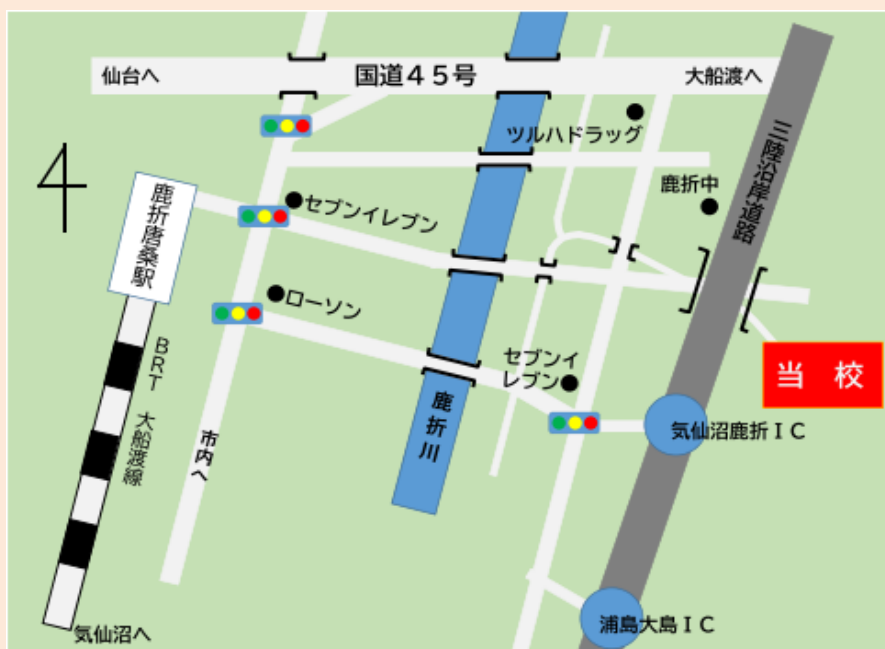 仙台へ
国道４５号
大船渡へ
ツルハドラッグ
三陸沿岸道路
鹿折中
鹿折唐桑駅
セブンイレブン
ローソン
セブンイ
レブン
当　校
ＢＲＴ　大船渡線
市内へ
鹿折川
気仙沼鹿折ＩＣ
浦島大島ＩＣ
気仙沼へ